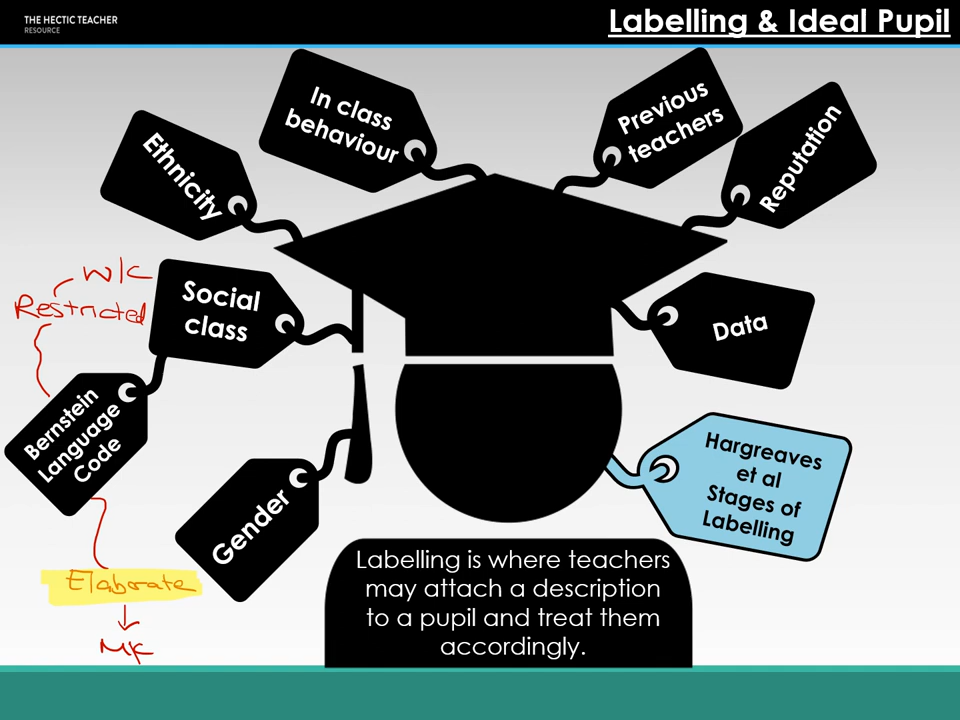 THE HECTIC TEACHER
RESOURCE
Labelling & Ideal Pupil
In class
behaviour
Previous
teachers
Ethnicity
Reputation
W/C
Restricted
Social
class
Data
Bernstein
Language
Code
Gender
Hargreaves
et al
Stages of
Labelling
Elaborate
Labelling is where teachers
may attach a description
to a pupil and treat them
accordingly.